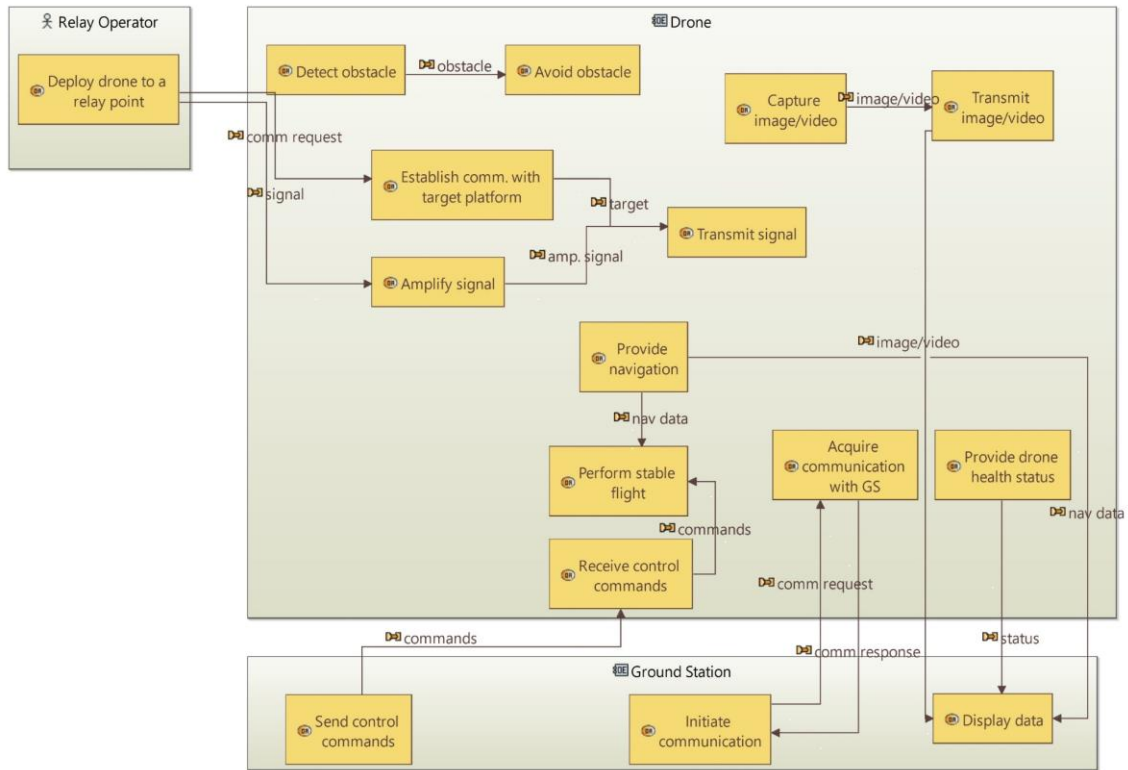 Relay Operator
Deploy drone to a
relay point
Drone
Detect obstacle
obstacle
Avoid obstacle
Capture
image/video
image/video
Transmit
image/video
comm request
signal
Establish comm. with
target platform
target
Transmit signal
amp. signal
Amplify signal
Provide
navigation
image/video
nav data
Perform stable
flight
Acquire
communication
with GS
Provide drone
health status
nav data
commands
Receive control
commands
comm request
commands
comm response
status
Ground Station
Send control
commands
Initiate
communication
Display data